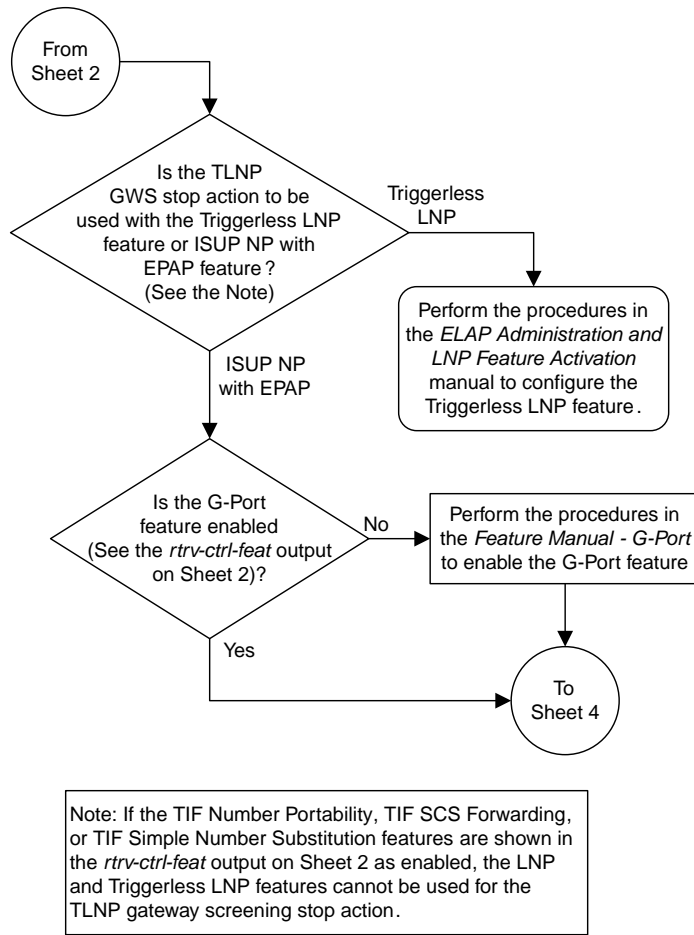 From
Sheet 2
Is the TLNP
GWS stop action to be
used with the Triggerless LNP
feature or ISUP NP with
EPAP feature?
(See the Note)
Triggerless
LNP
Perform the procedures in
the ELAP Administration and
LNP Feature Activation
manual to configure the
Triggerless LNP feature.
ISUP NP
with EPAP
Is the G-Port
feature enabled
(See the rtrv-ctrl-feat output
on Sheet 2)?
No
Perform the procedures in
the Feature Manual - G-Port
to enable the G-Port feature
Yes
To
Sheet 4
Note: If the TIF Number Portability, TIF SCS Forwarding,
or TIF Simple Number Substitution features are shown in
the rtrv-ctrl-feat output on Sheet 2 as enabled, the LNP
and Triggerless LNP features cannot be used for the
TLNP gateway screening stop action.